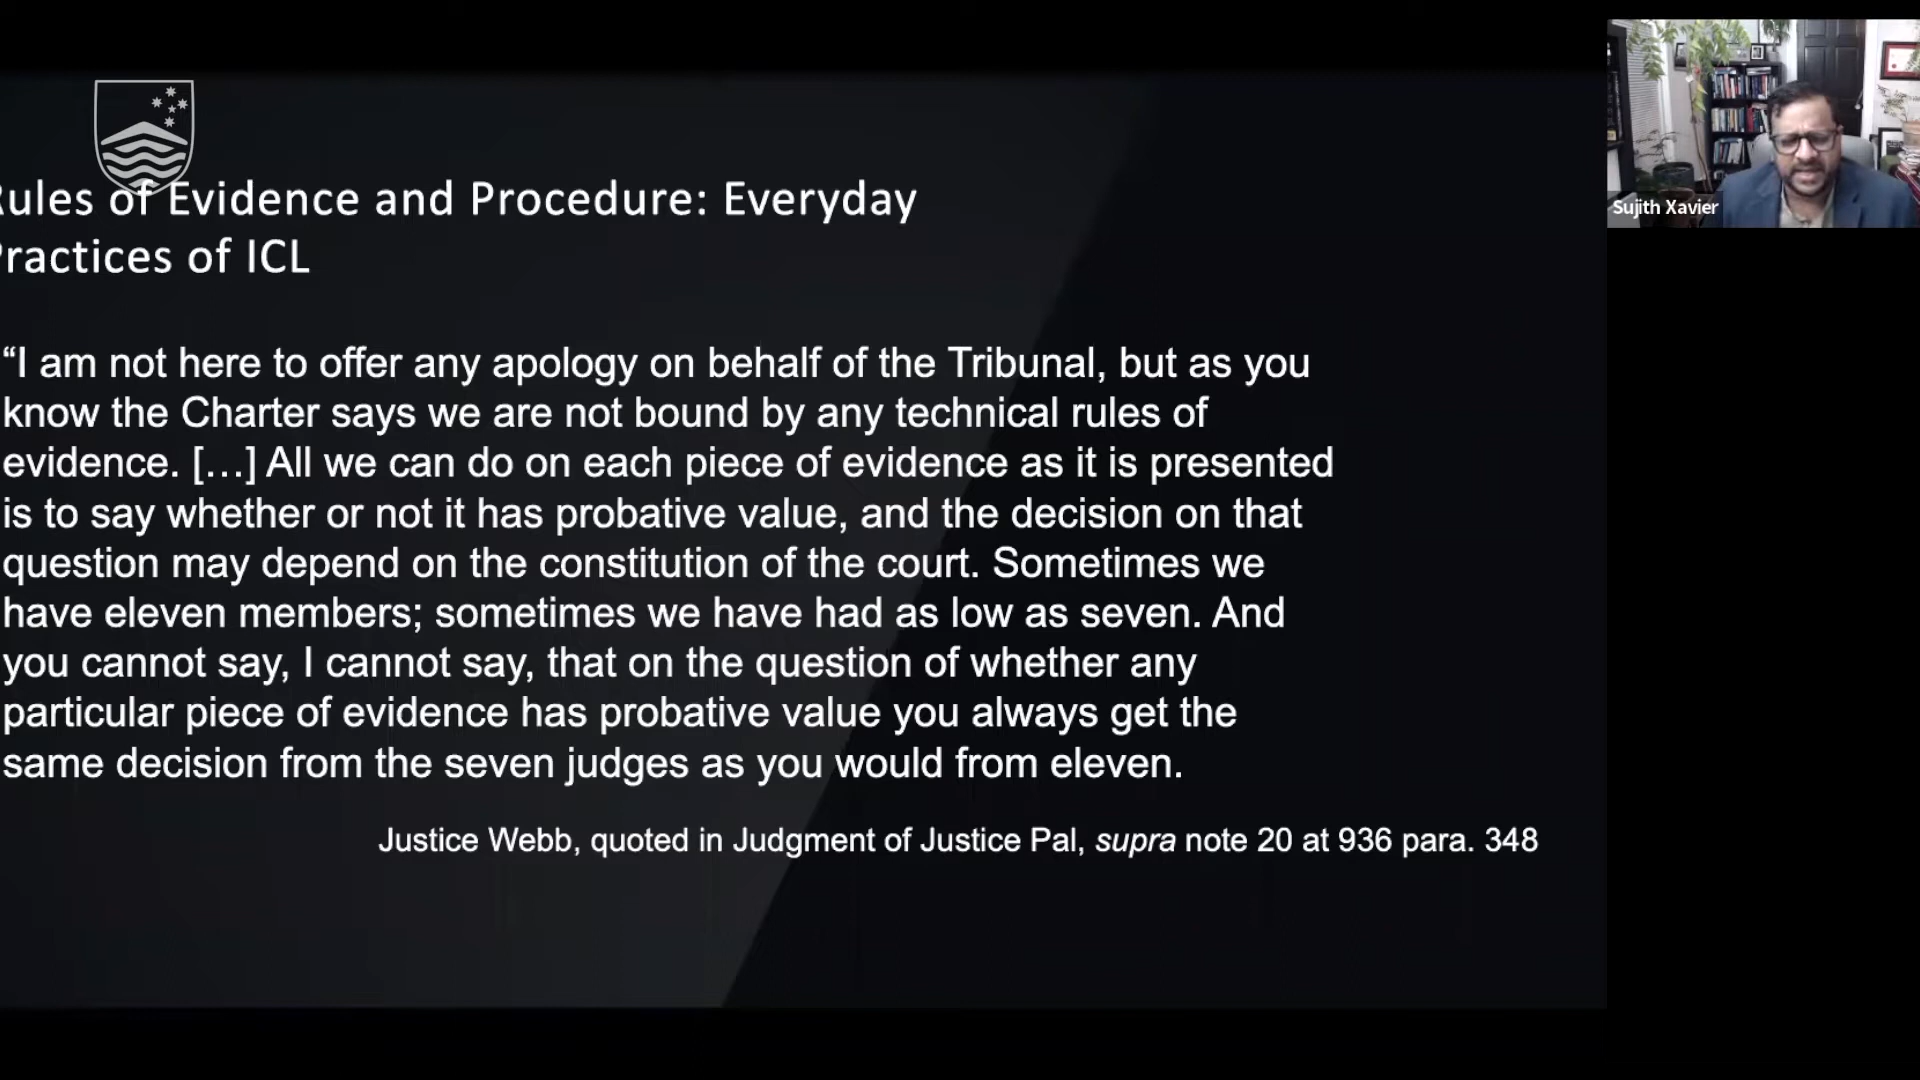 Rules of Evidence and Procedure: Everyday
Practices of ICL
“I am not here to offer any apology on behalf of the Tribunal, but as you
know the Charter says we are not bound by any technical rules of
evidence. […] All we can do on each piece of evidence as it is presented
is to say whether or not it has probative value, and the decision on that
question may depend on the constitution of the court. Sometimes we
have eleven members; sometimes we have had as low as seven. And
you cannot say, I cannot say, that on the question of whether any
particular piece of evidence has probative value you always get the
same decision from the seven judges as you would from eleven.
Justice Webb, quoted in Judgment of Justice Pal, supra note 20 at 936 para. 348
Sujith Xavier